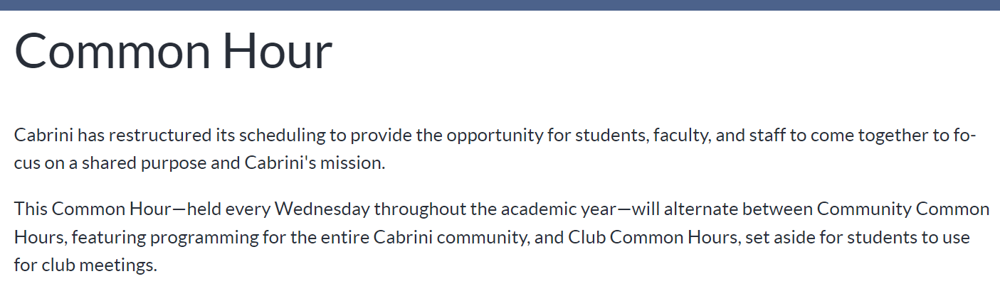 Common Hour
Cabrini has restructured its scheduling to provide the opportunity for students, faculty, and staff to come together to fo-
cus on a shared purpose and Cabrini's mission.
This Common Hour—held every Wednesday throughout the academic year—will alternate between Community Common
Hours, featuring programming for the entire Cabrini community, and Club Common Hours, set aside for students to use
for club meetings.